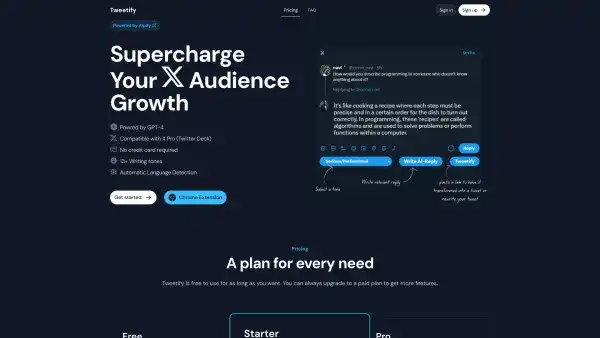 Tweetify
Pricing
FAQ
Sign in
Sign up
Powered by
Supercharge
Your X Audience
Growth
Powered by GPT-4
Compatible with X Pro (Twitter Deck)
No credit card required
12+ Writing tones
Automatic Language Detection
Get started
Chrome Extension
Drafts
How would you describe programming to someone who doesn't know
anything about it?
Replying to
It's like cooking a recipe where each step must be
precise and in a certain order for the dish to turn out
correctly. In programming, these 'recipes' are called
algorithms and are used to solve problems or perform
functions within a computer.
Reply
Write AI-Reply
Tweetify
Select a tone
Write relevant reply
paste a link to have it
transformed into a tweet or
rewrite your tweet
Pricing
A plan for every need
Tweetify is free to use for as long as you want. You can always upgrade to a paid plan to get more features.
Free
Starter
Pro